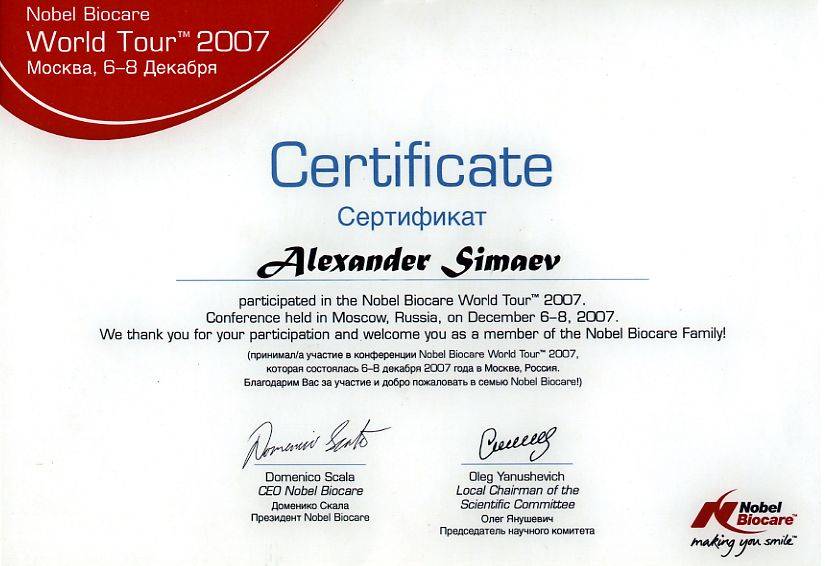 Nobel Biocare
World Tour™ 2007
Москва, 6–8 Декабря
Certificate
Сертификат
Alexander Simaev
participated in the Nobel Biocare World Tour™ 2007.
Conference held in Moscow, Russia, on December 6–8, 2007.
We thank you for your participation and welcome you as a member of the Nobel Biocare Family!
(принимал/а участие в конференции Nobel Biocare World Tour™ 2007,
которая состоялась 6–8 декабря 2007 года в Москве, Россия.
Благодарим Вас за участие и добро пожаловать в семью Nobel Biocare!)
Domenico Scala
Domenico Scala
CEO Nobel Biocare
Доменико Скала
Президент Nobel Biocare
Oleg Yanushevich
Local Chairman of the
Scientific Committee
Олег Янушевич
Председатель научного комитета
Nobel
Biocare™
making you smile™